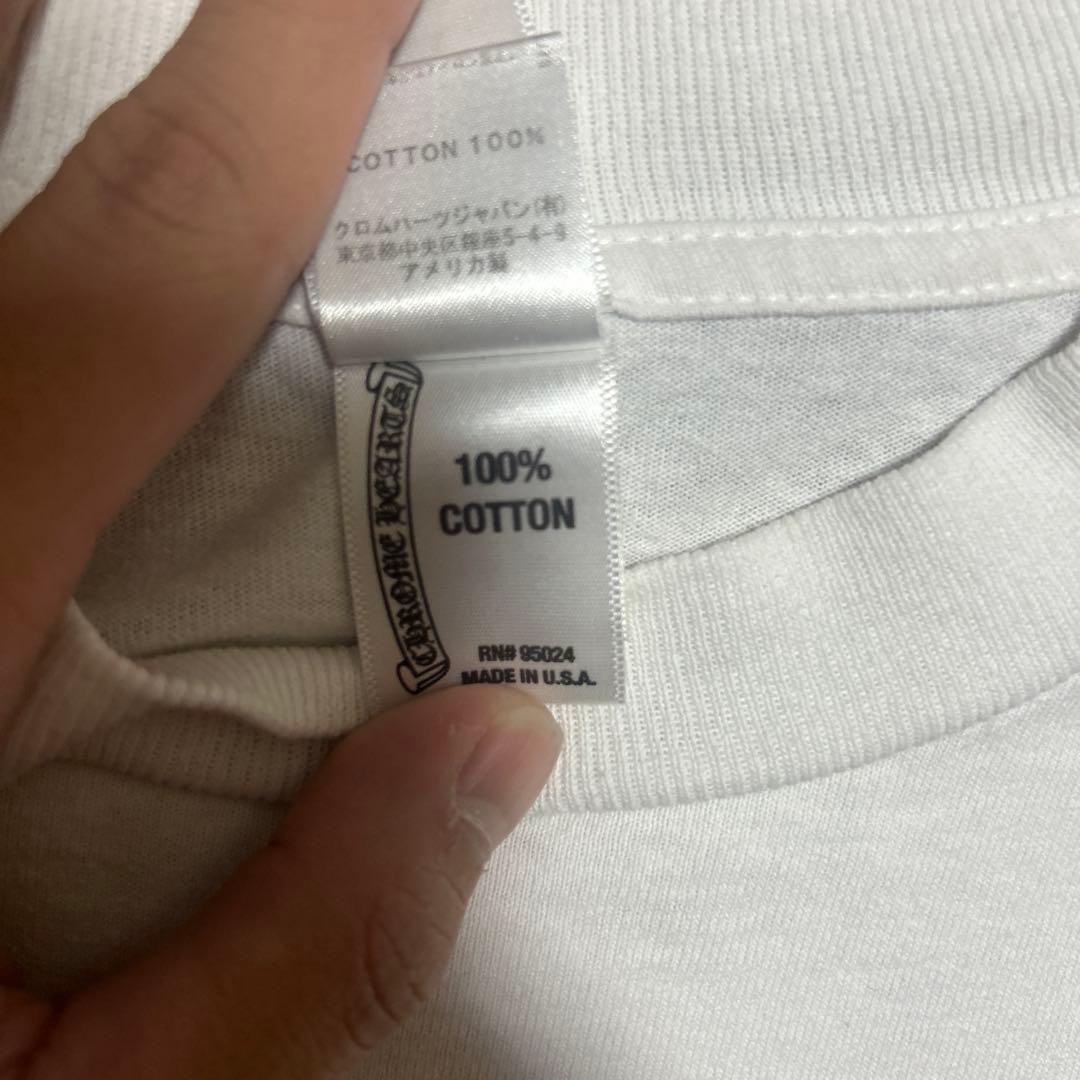 COTTON 100%
クロムハーツジャパン(有)
東京都中央区銀座5-4-9
アメリカ製
CHROME HEARTS
100%
COTTON
RN# 95024
MADE IN U.S.A.